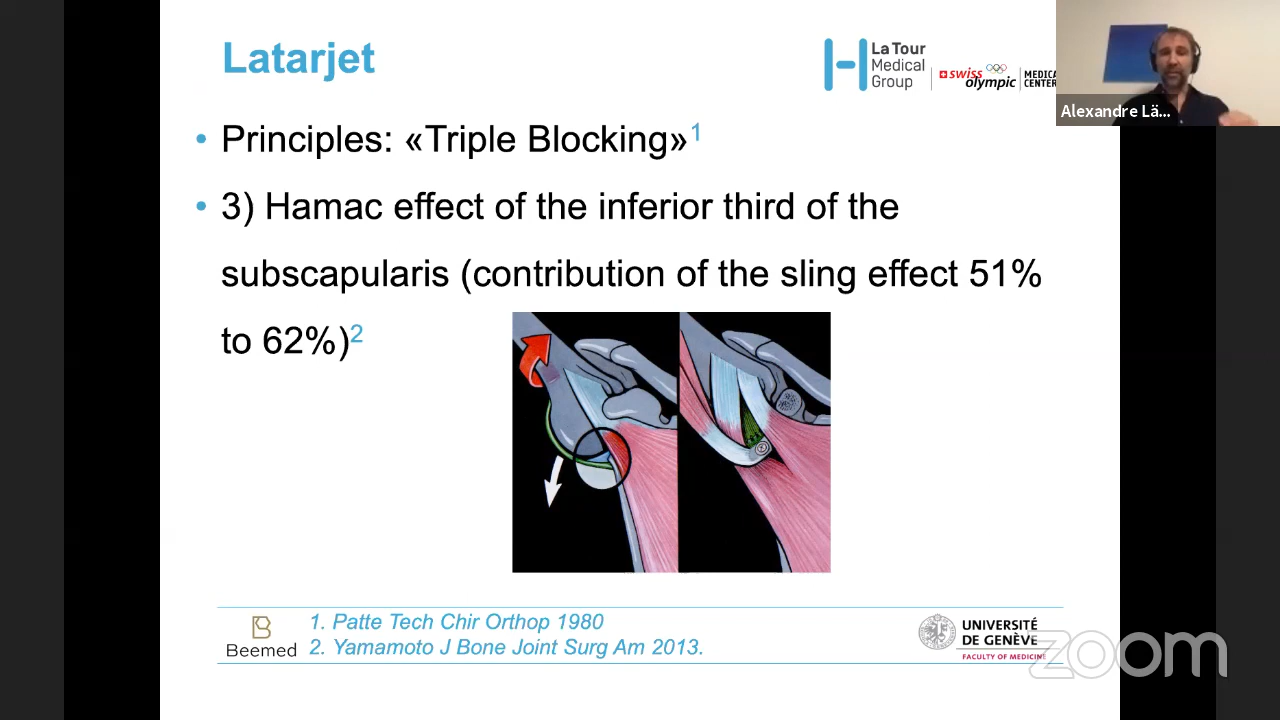 Latarjet
La Tour
Medical
Group
swiss
olympic
MEDICAL
CENTER
Alexandre Lä...
• Principles: «Triple Blocking»1
• 3) Hamac effect of the inferior third of the
subscapularis (contribution of the sling effect 51%
to 62%)2
Beemed
1. Patte Tech Chir Orthop 1980
2. Yamamoto J Bone Joint Surg Am 2013.
UNIVERSITÉ
DE GENÈVE
FACULTY OF MEDICINE
zoom